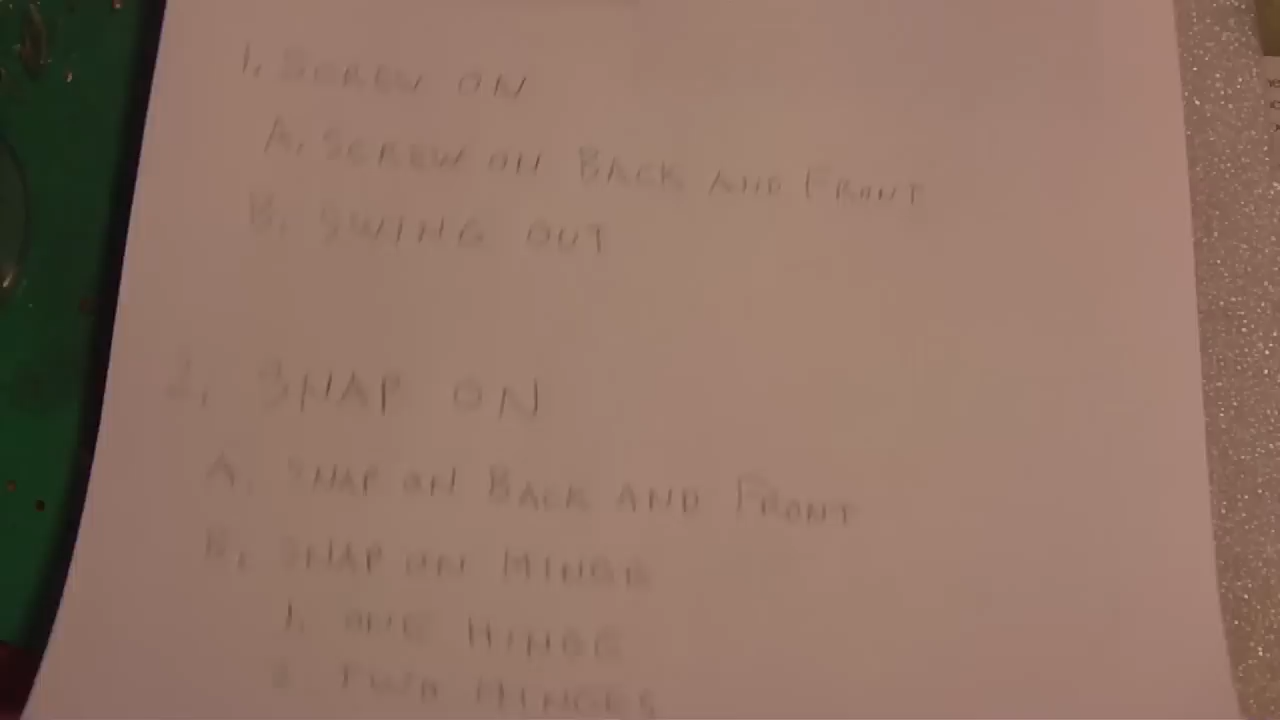 1. SCREW ON
A. SCREW ON BACK AND FRONT
B. SWING OUT
2. SNAP ON
A. SNAP ON BACK AND FRONT
B. SNAP ON HINGE
1. ONE HINGE
2. TWO HINGES